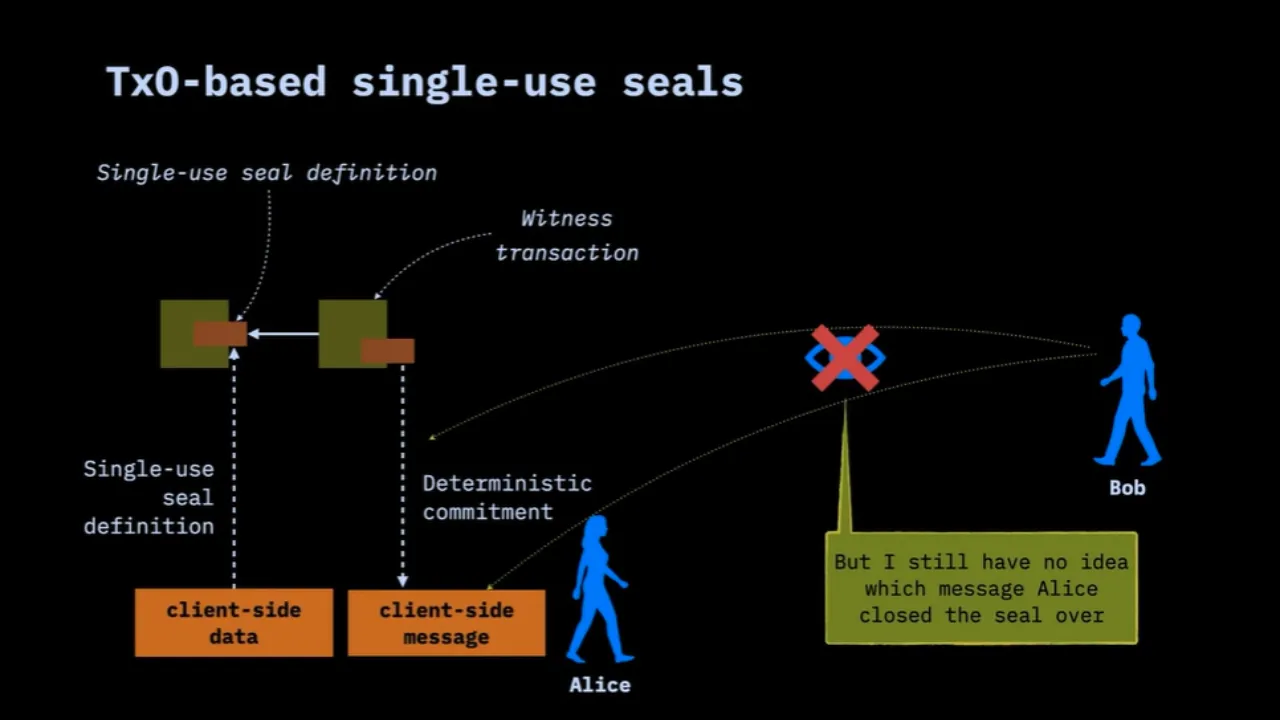 TxO-based single-use seals
Single-use seal definition
Witness
transaction
Single-use
seal
definition
Deterministic
commitment
Bob
But I still have no idea
which message Alice
closed the seal over
client-side
data
client-side
message
Alice